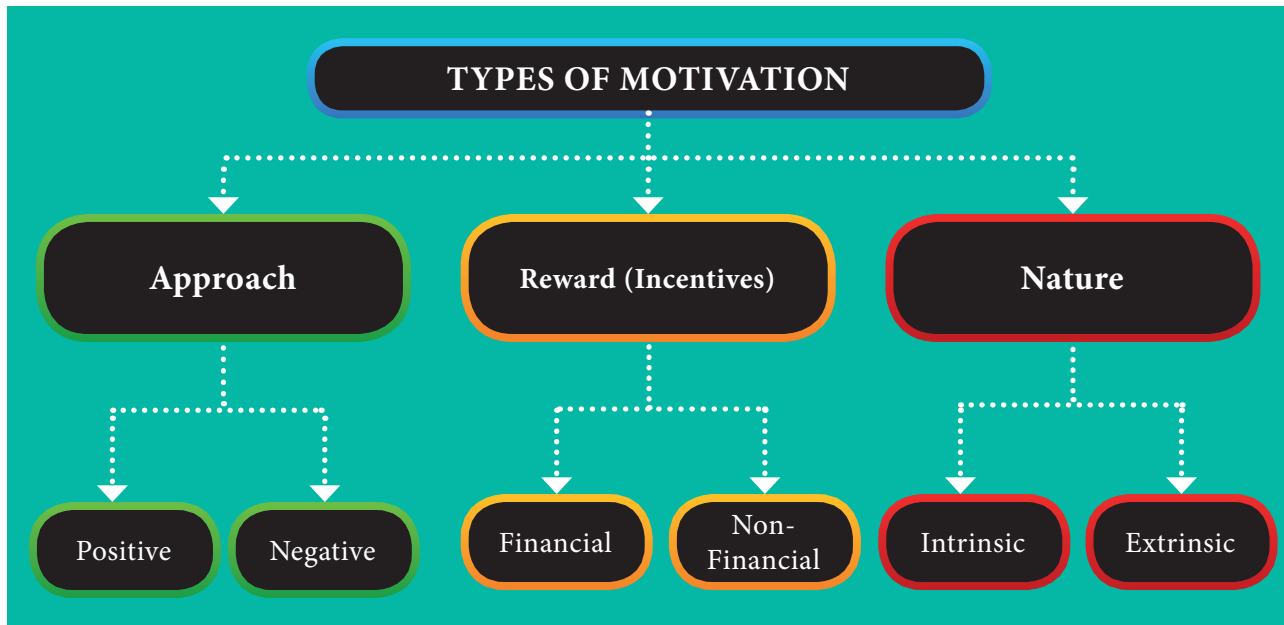 TYPES OF MOTIVATION
Approach
Reward (Incentives)
Nature
Positive
Negative
Financial
Non-
Financial
Intrinsic
Extrinsic